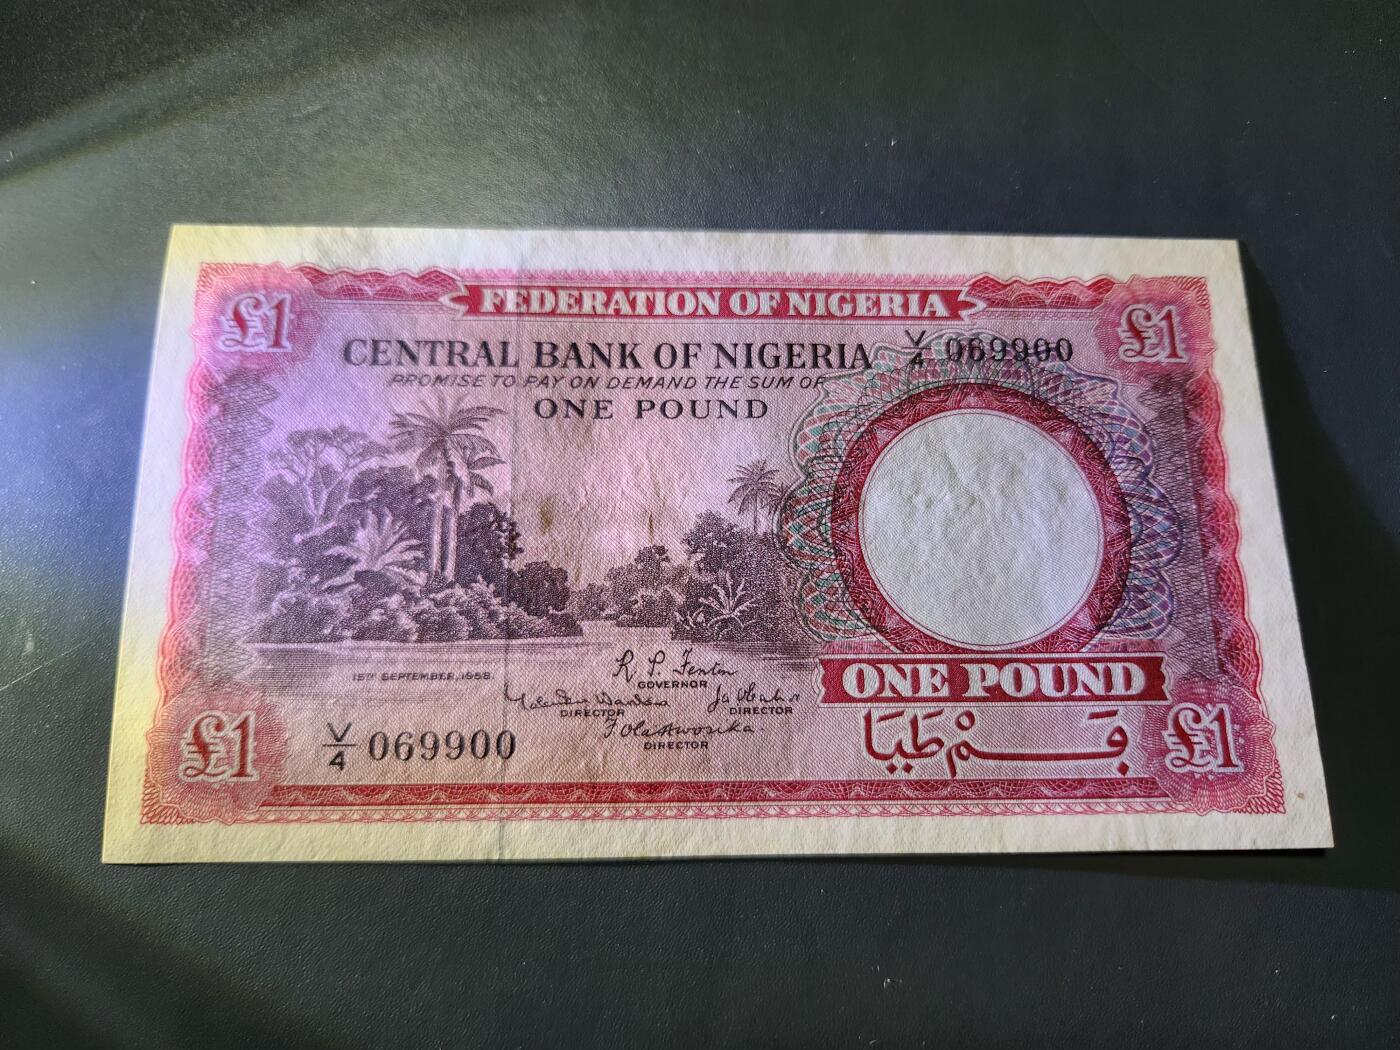 FEDERATION OF NIGERIA
£1
£1
CENTRAL BANK OF NIGERIA
V/4 069900
PROMISE TO PAY ON DEMAND THE SUM OF
ONE POUND
15TH SEPTEMBER, 1958.
R. P. Fenton
GOVERNOR
DIRECTOR
DIRECTOR
DIRECTOR
ONE POUND
£1
V/4 069900
£1